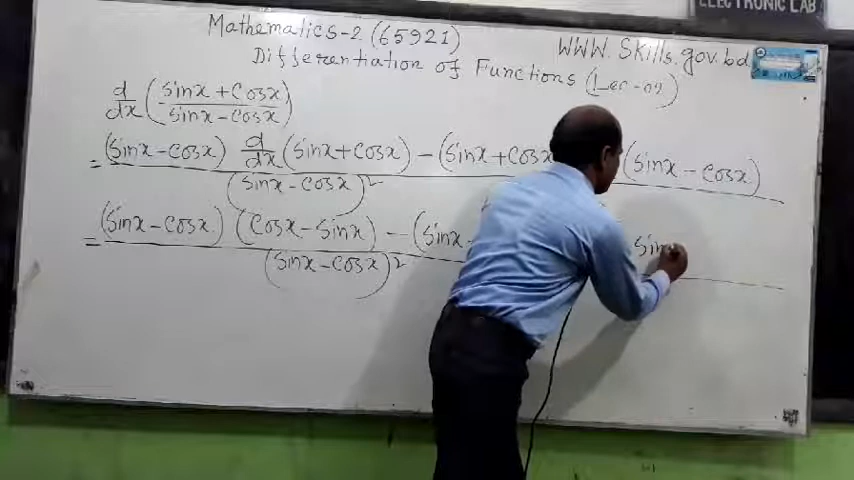 ELECTRONIC LAB
Mathematics-2 (65921)
WWW. Skills. gov. bd
Differentiation of Functions (Lec-09)
d/dx (sinx + cosx / sinx - cosx)
= (sinx - cosx) d/dx (sinx + cosx) - (sinx + cosx (sinx - cosx)
(sinx - cosx)²
= (sinx - cosx) (cosx - sinx) - (sinx sin
(sinx - cosx)²